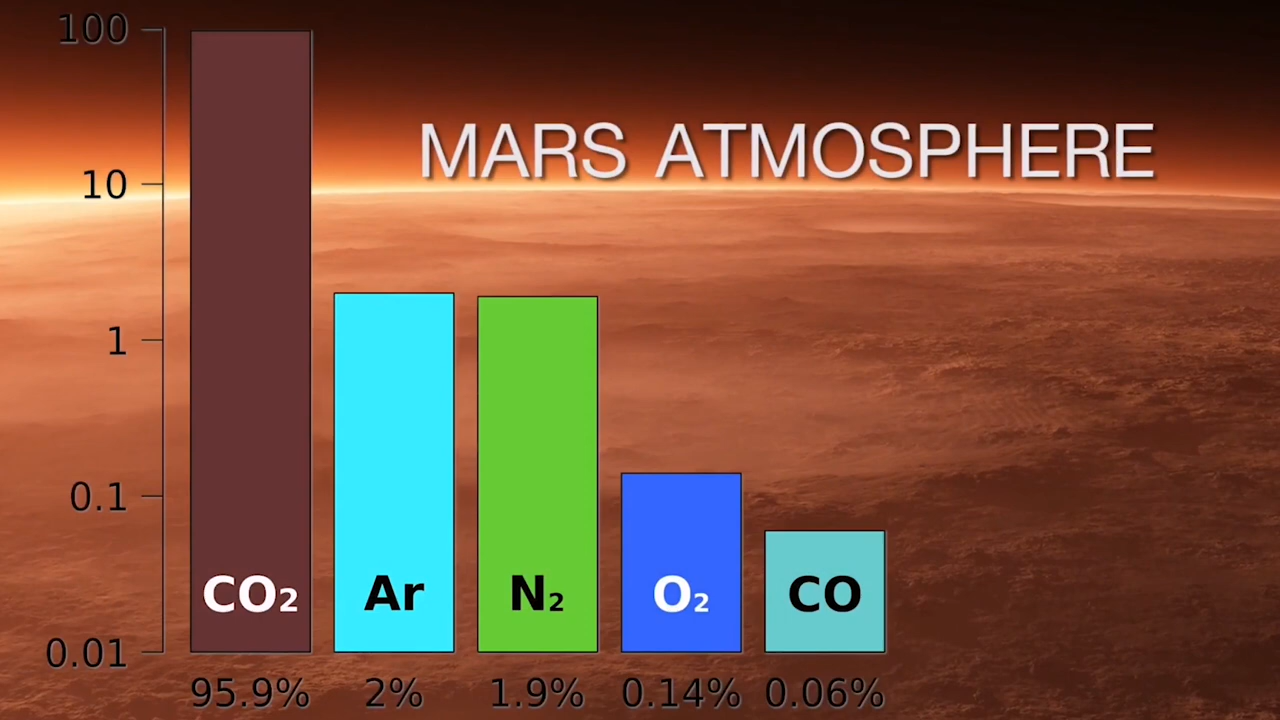 MARS ATMOSPHERE
100
10
1
0.1
0.01
CO₂ Ar N₂ O₂ CO
95.9% 2% 1.9% 0.14% 0.06%